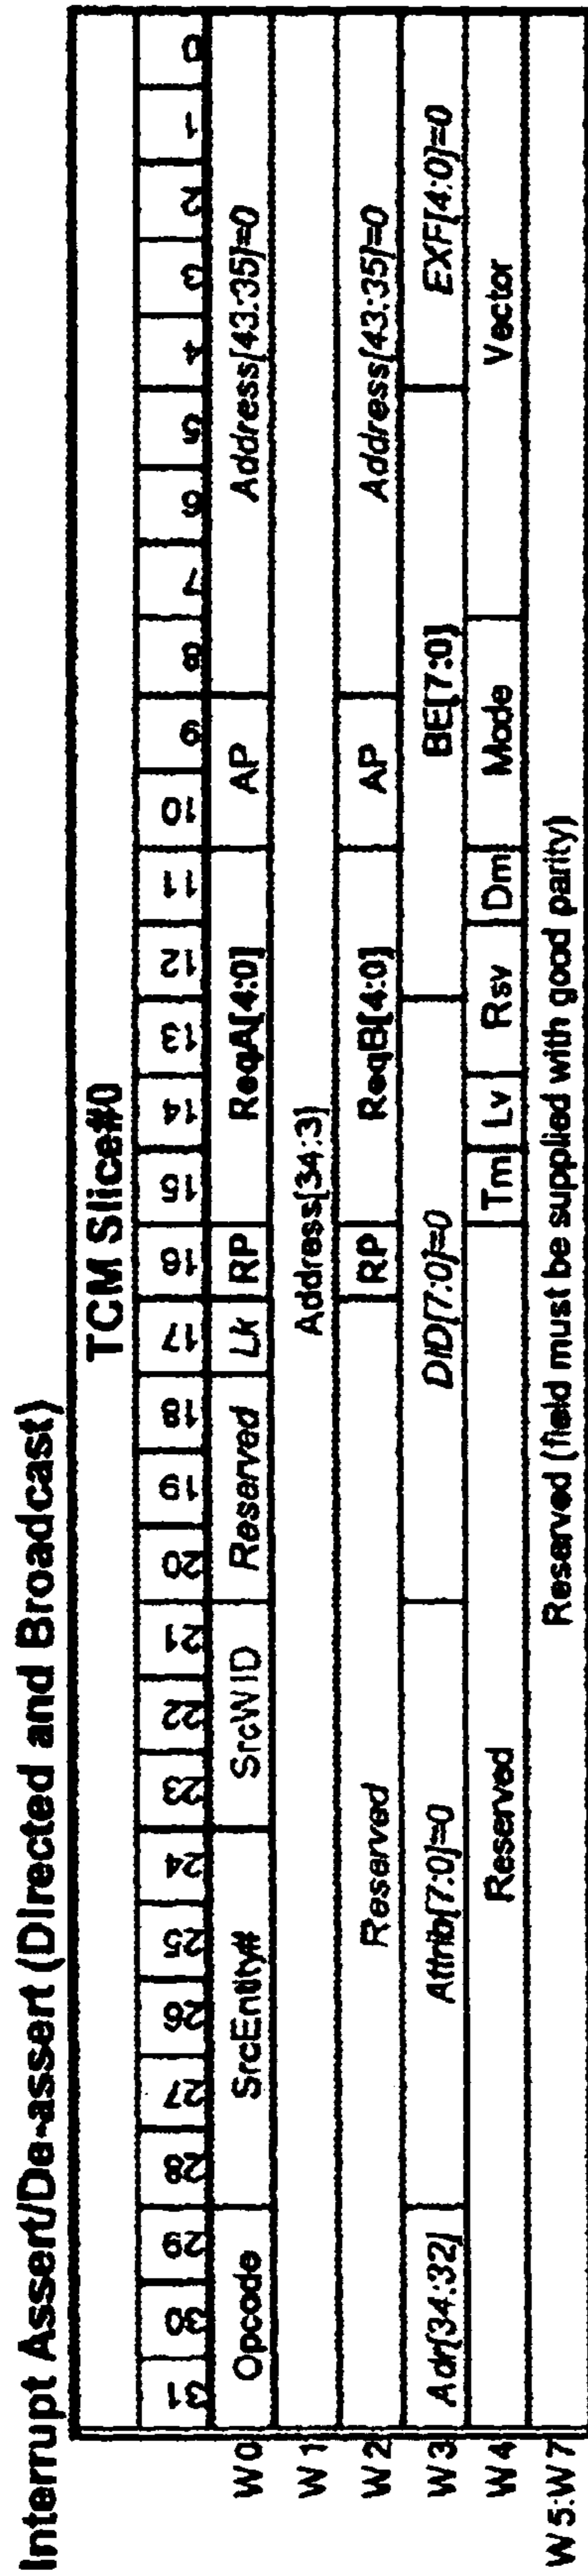 Interrupt Assert/De-assert (Directed and Broadcast)
TCM Slice#0
31 30 29 28 27 26 25 24 23 22 21 20 19 18 17 16 15 14 13 12 11 10 9 8 7 6 5 4 3 2 1 0
W0 Opcode SrcEntity# SrcWID Reserved Lk RP ReqA[4:0] AP Address[43:35]=0
W1 Address[34:3]
W2 Reserved RP ReqB[4:0] AP Address[43:35]=0
W3 Adr[34:32] Attrib[7:0]=0 DID[7:0]=0 BE[7:0] EXF[4:0]=0
W4 Reserved Tm Lv Rsv Dm Mode Vector
W5:W7 Reserved (field must be supplied with good parity)